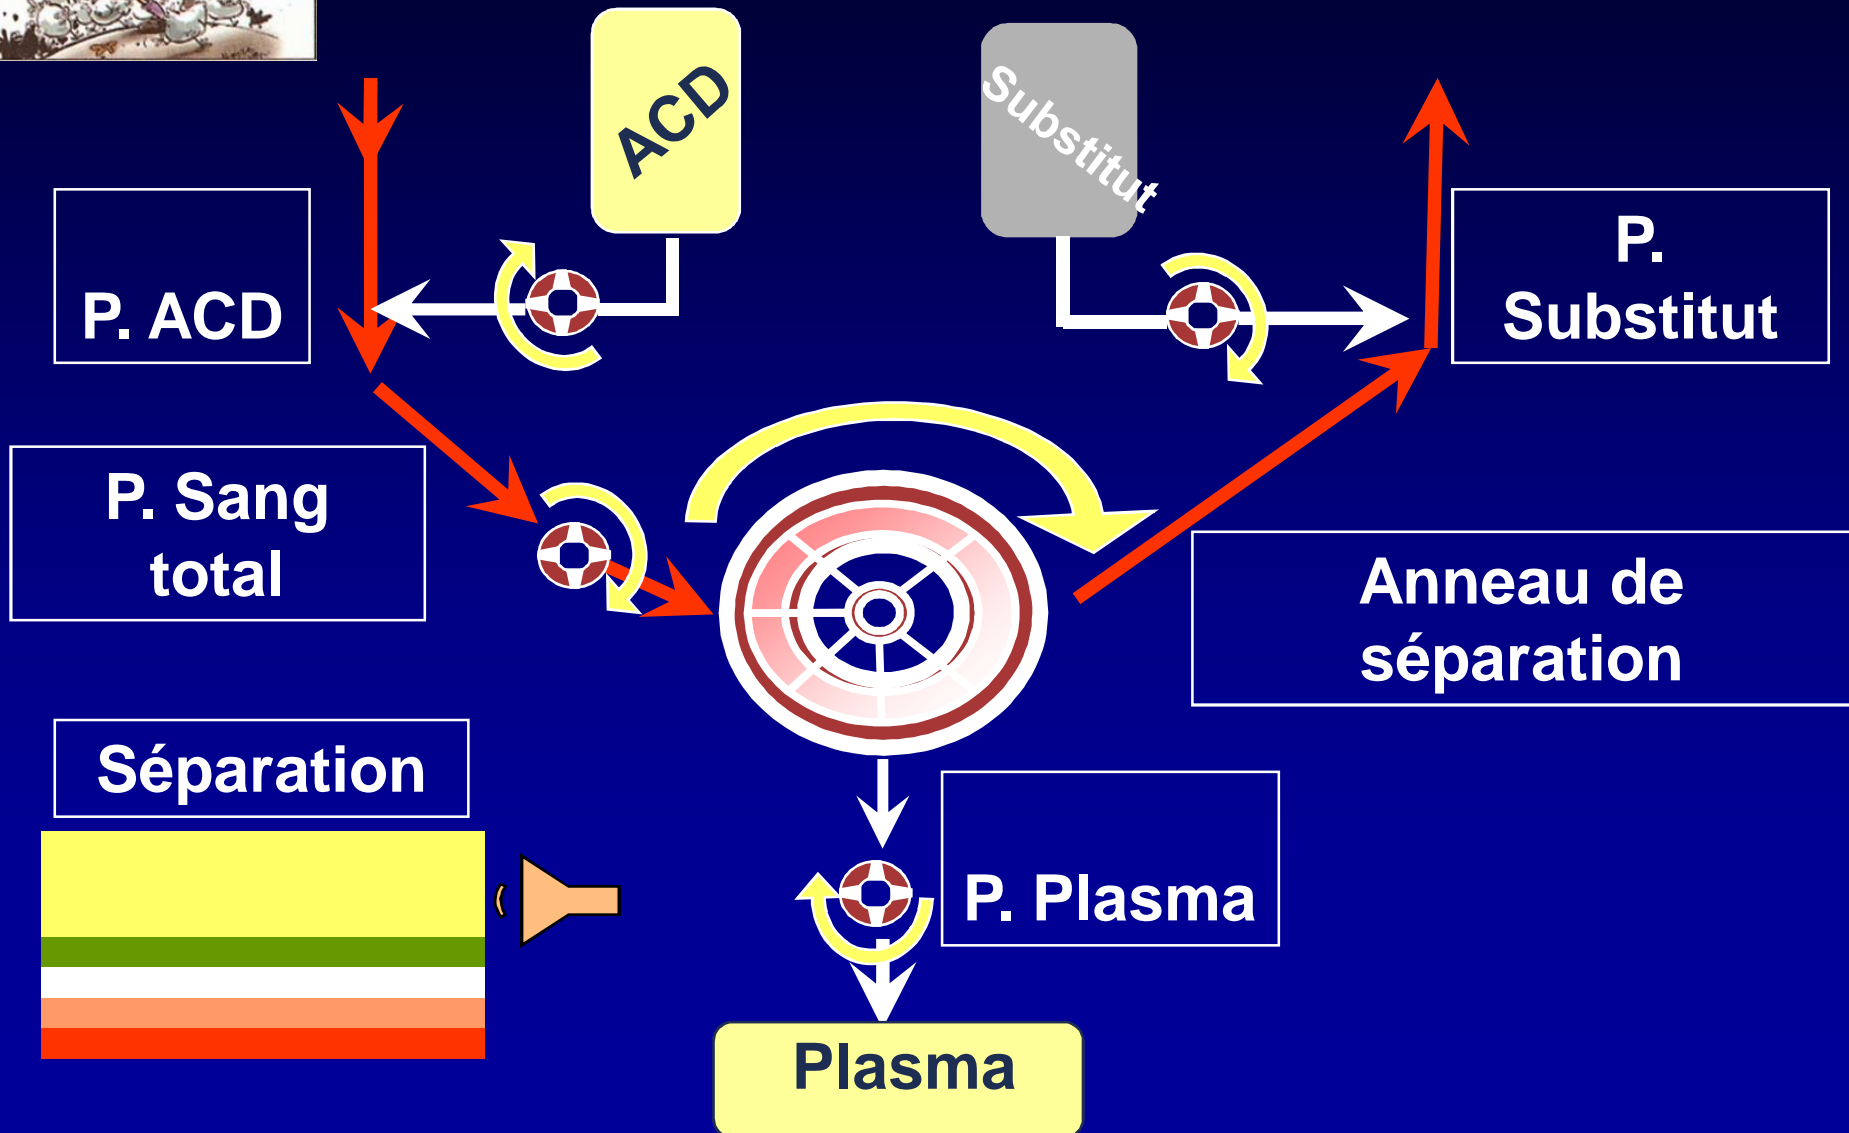 ACD
Substitut
P. ACD
P.
Substitut
P. Sang
total
Anneau de
séparation
Séparation
P. Plasma
Plasma